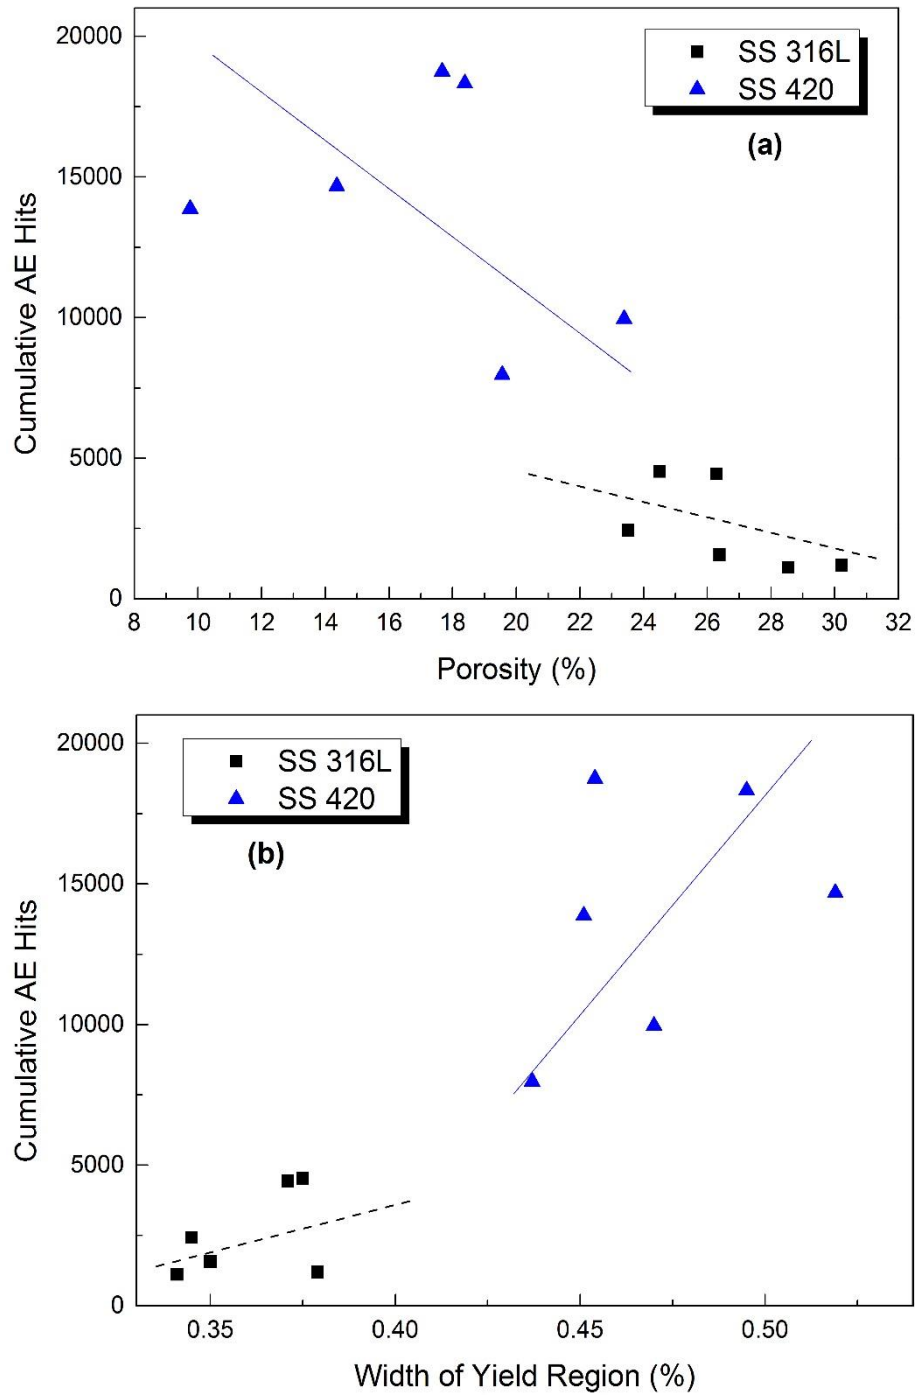 20000
15000
10000
5000
0
Cumulative AE Hits
SS 316L
SS 420
(a)
8 10 12 14 16 18 20 22 24 26 28 30 32
Porosity (%)
20000
15000
10000
5000
0
Cumulative AE Hits
SS 316L
SS 420
(b)
0.35 0.40 0.45 0.50
Width of Yield Region (%)